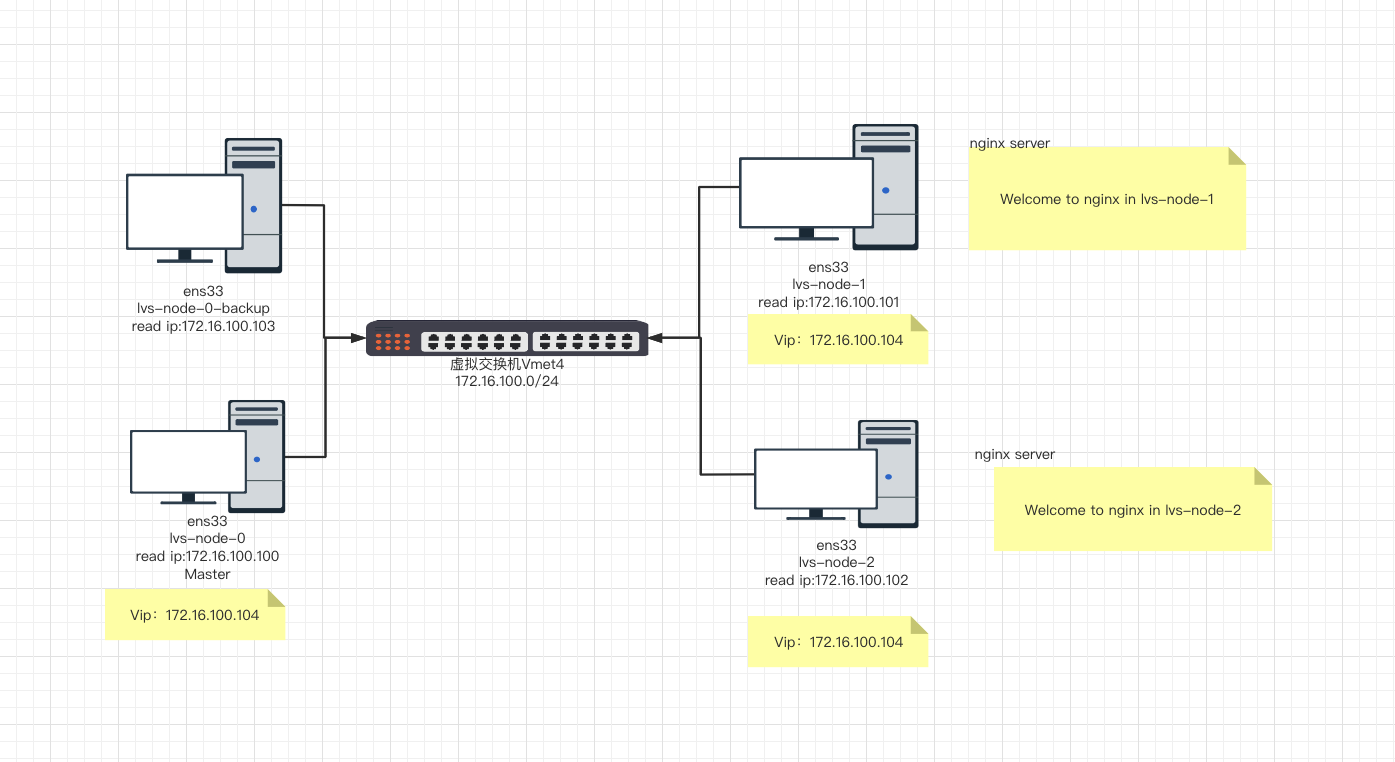 ens33
lvs-node-0-backup
read ip:172.16.100.103
ens33
lvs-node-0
read ip:172.16.100.100
Master
Vip：172.16.100.104
虚拟交换机Vmet4
172.16.100.0/24
ens33
lvs-node-1
read ip:172.16.100.101
Vip：172.16.100.104
nginx server
Welcome to nginx in lvs-node-1
ens33
lvs-node-2
read ip:172.16.100.102
Vip：172.16.100.104
nginx server
Welcome to nginx in lvs-node-2